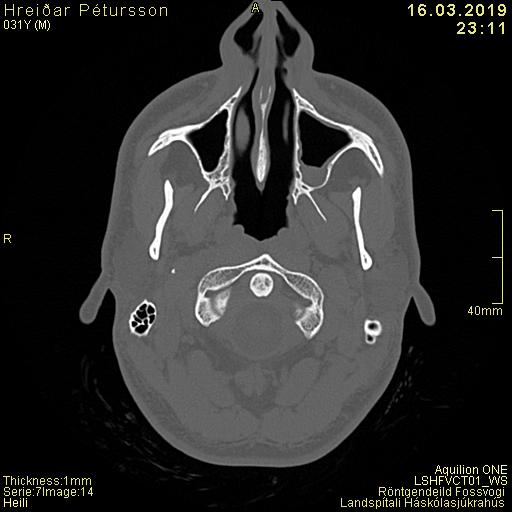 Hreiðar Pétursson
031Y (M)
A
16.03.2019
23:11
R
40mm
Thickness:1mm
Serie:7Image:14
Heili
Aquilion ONE
LSHFVCT01_WS
Röntgendeild Fossvogi
Landspítali Háskólasjúkrahús